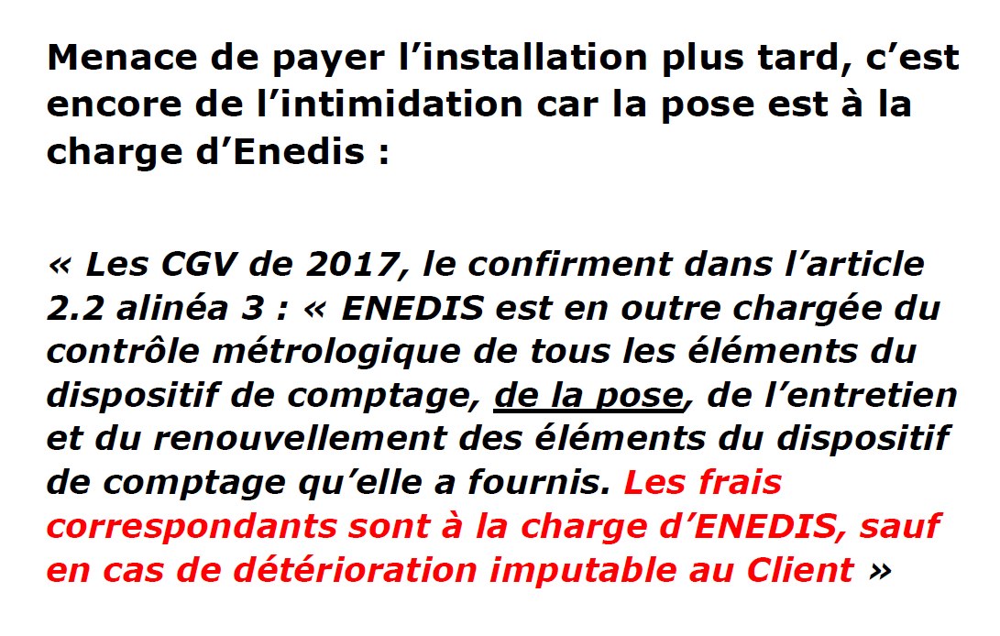 Menace de payer l’installation plus tard, c’est
encore de l’intimidation car la pose est à la
charge d’Enedis :
« Les CGV de 2017, le confirment dans l’article
2.2 alinéa 3 : « ENEDIS est en outre chargée du
contrôle métrologique de tous les éléments du
dispositif de comptage, de la pose, de l’entretien
et du renouvellement des éléments du dispositif
de comptage qu’elle a fournis. Les frais
correspondants sont à la charge d’ENEDIS, sauf
en cas de détérioration imputable au Client »